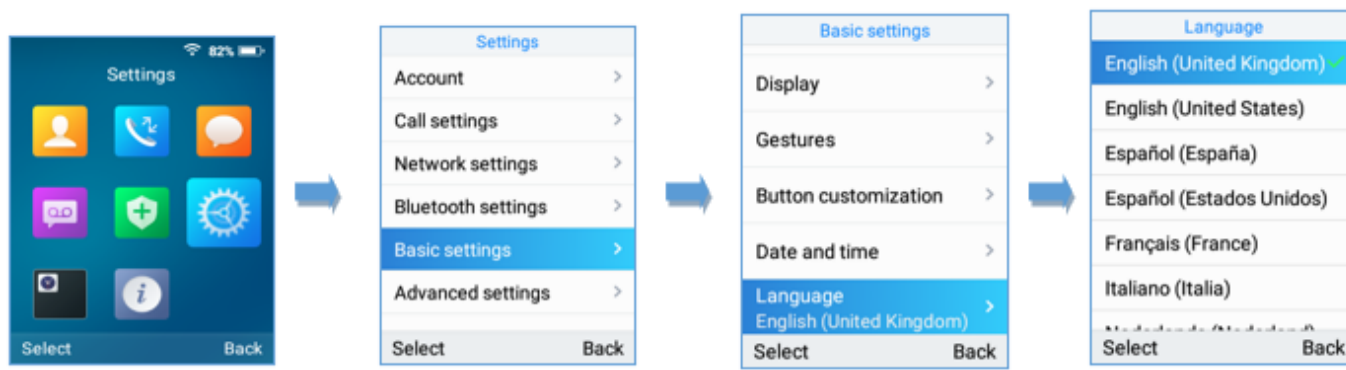 82%
Settings
Select Back
Settings
Account
Call settings
Network settings
Bluetooth settings
Basic settings
Advanced settings
Select Back
Basic settings
Display
Gestures
Button customization
Date and time
Language
English (United Kingdom)
Select Back
Language
English (United Kingdom)
English (United States)
Español (España)
Español (Estados Unidos)
Français (France)
Italiano (Italia)
Select Back